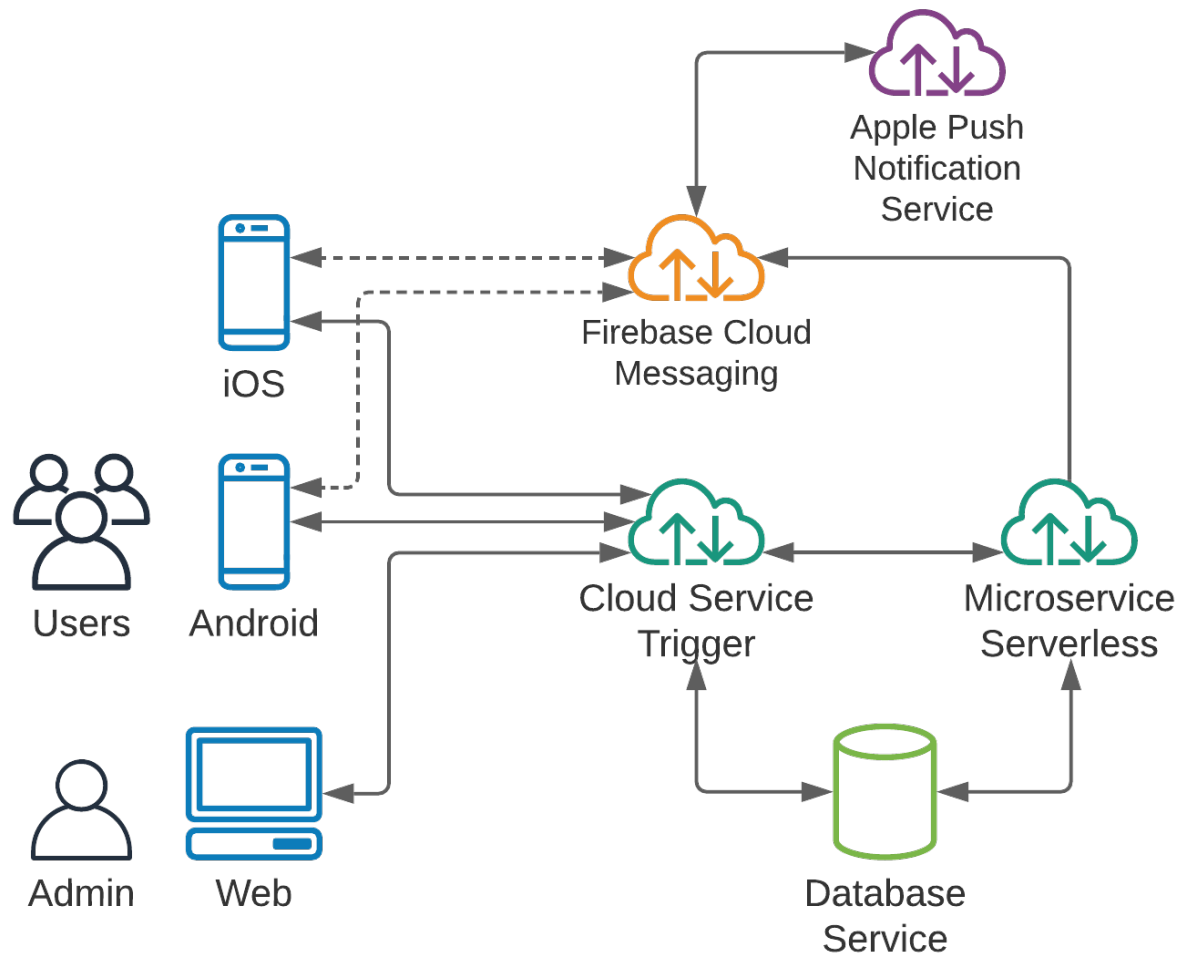 Apple Push
Notification
Service
Firebase Cloud
Messaging
iOS
Users
Android
Cloud Service
Trigger
Microservice
Serverless
Admin
Web
Database
Service